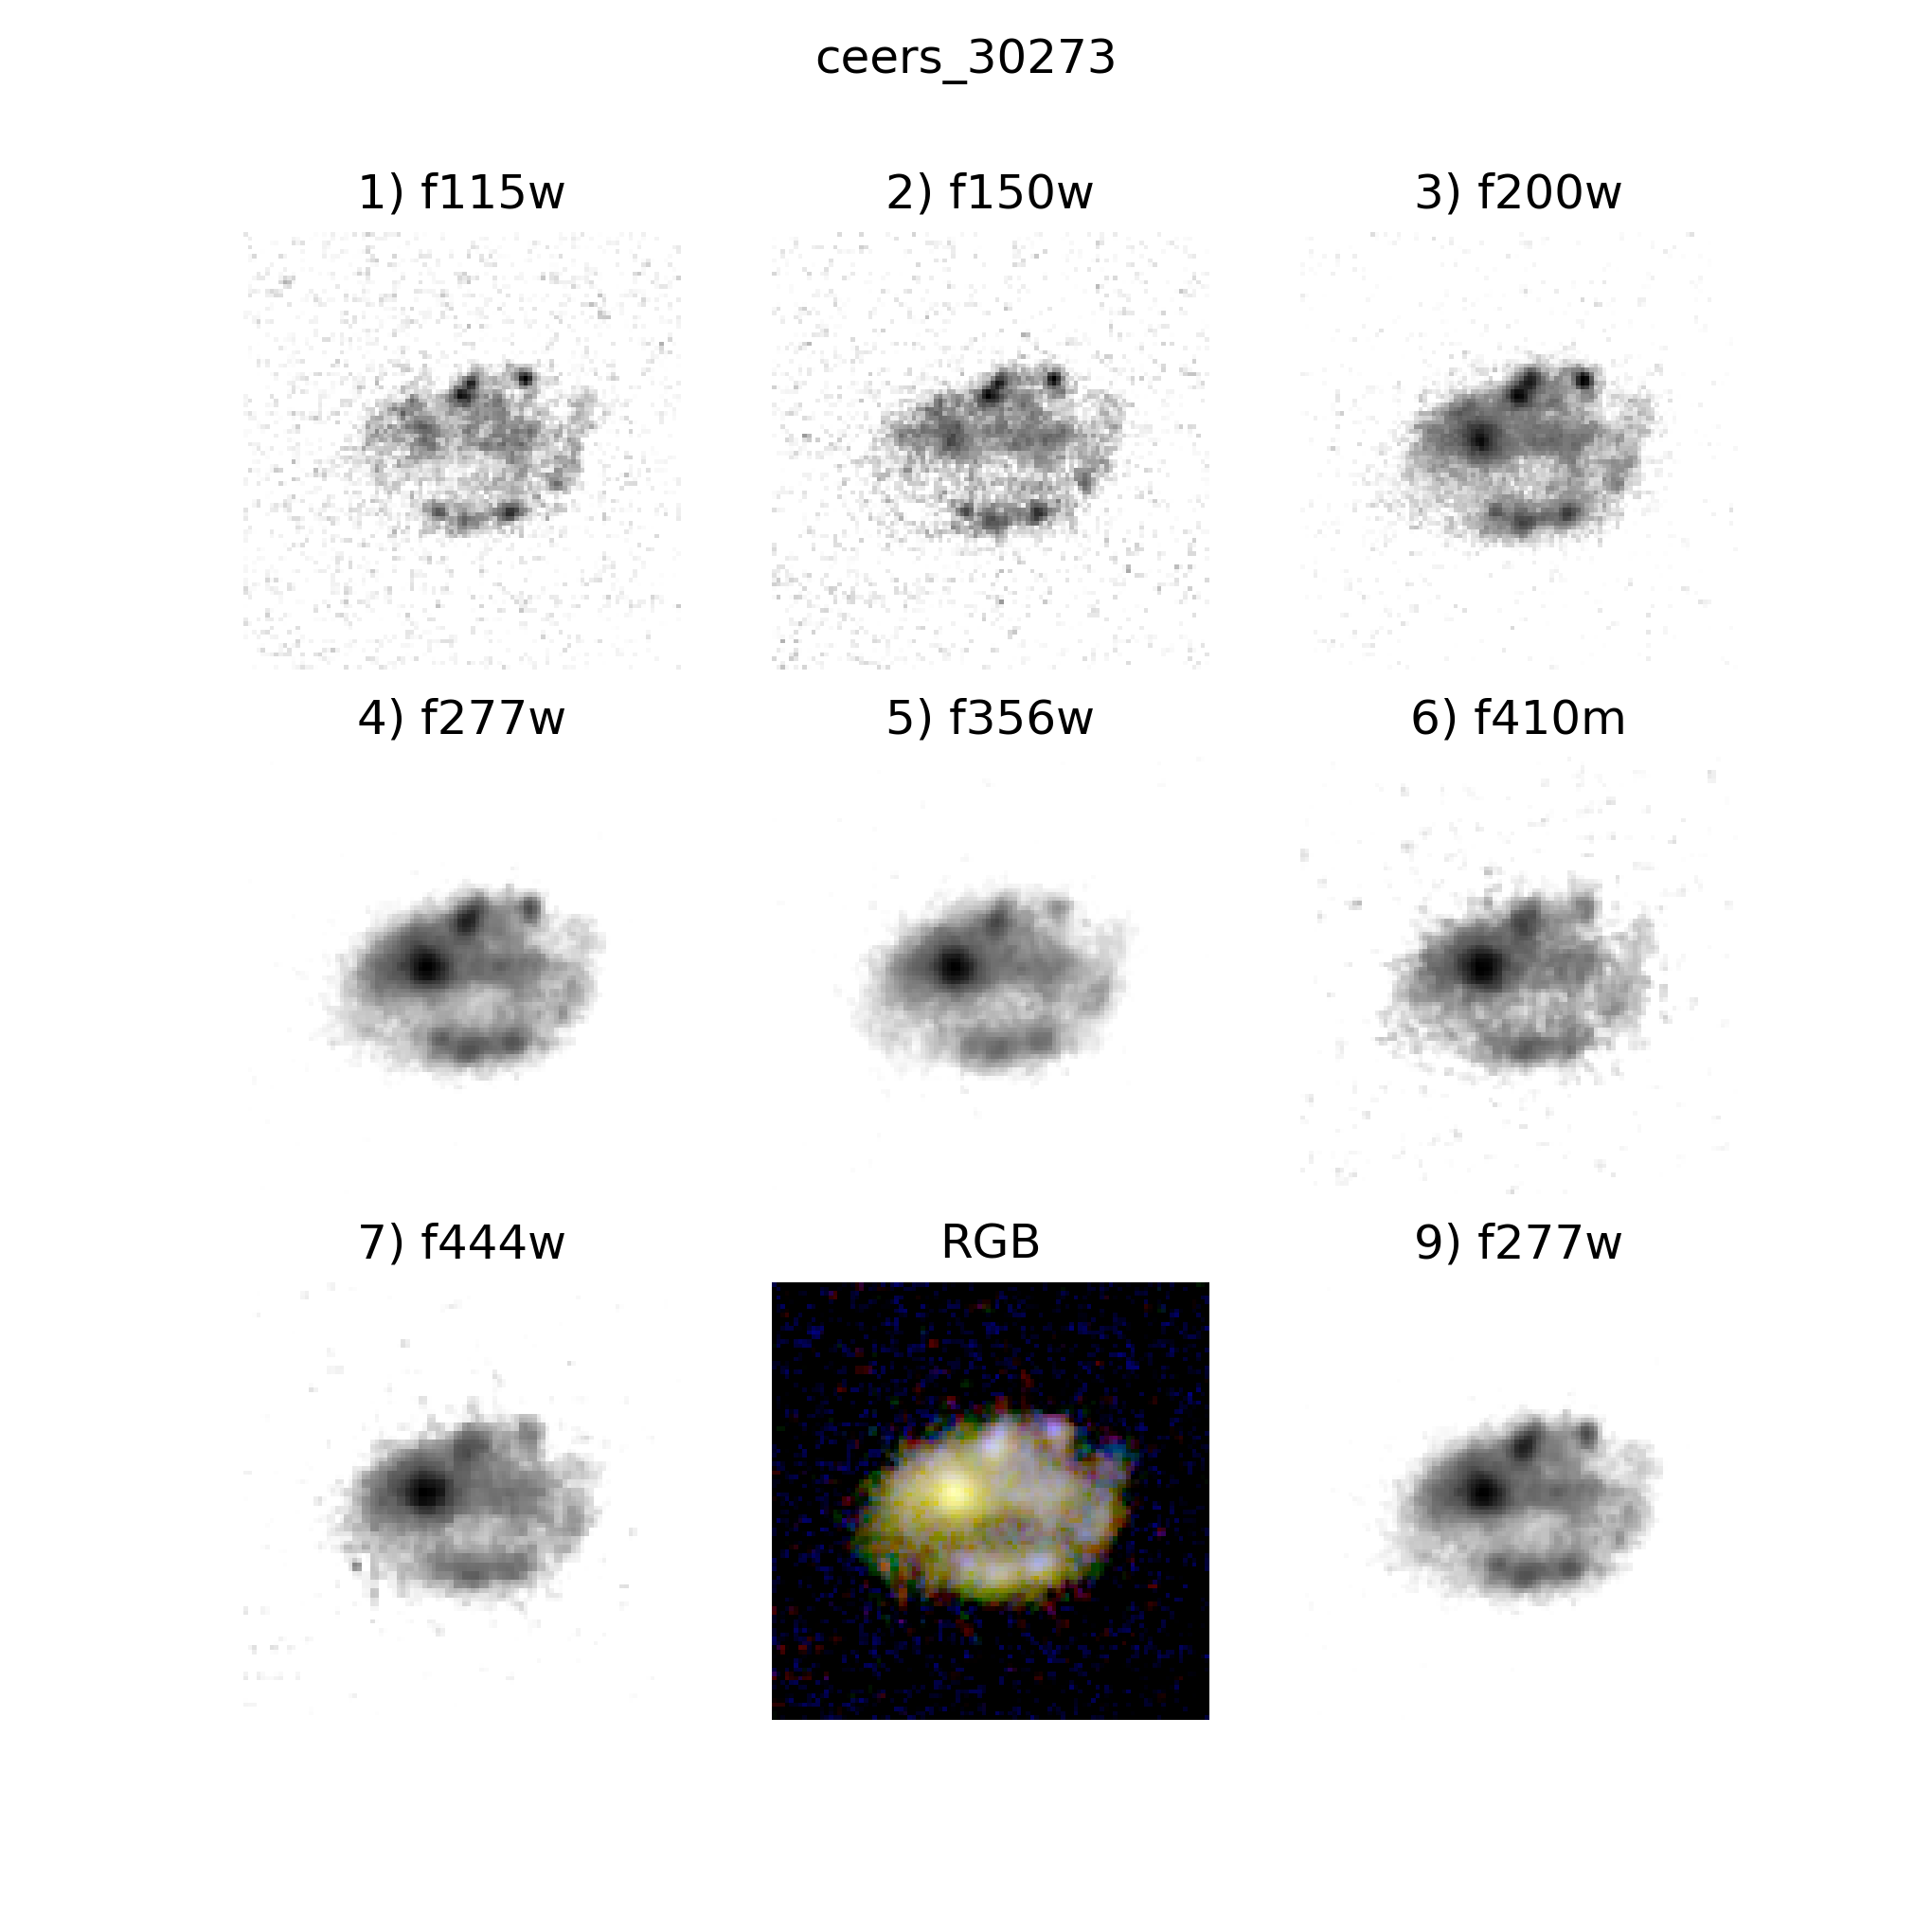 ceers_30273
1) f115w
2) f150w
3) f200w
4) f277w
5) f356w
6) f410m
7) f444w
RGB
9) f277w